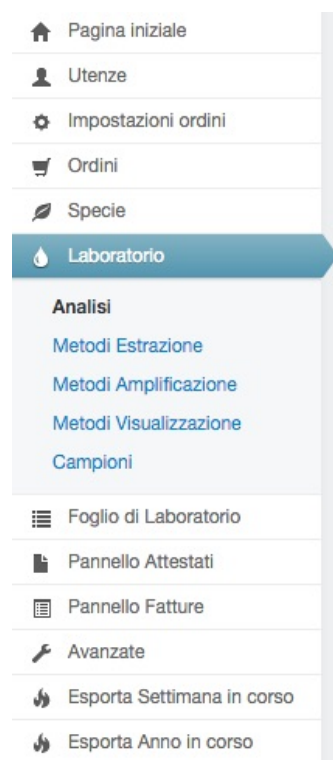 Pagina iniziale
Utenze
Impostazioni ordini
Ordini
Specie
Laboratorio
Analisi
Metodi Estrazione
Metodi Amplificazione
Metodi Visualizzazione
Campioni
Foglio di Laboratorio
Pannello Attestati
Pannello Fatture
Avanzate
Esporta Settimana in corso
Esporta Anno in corso